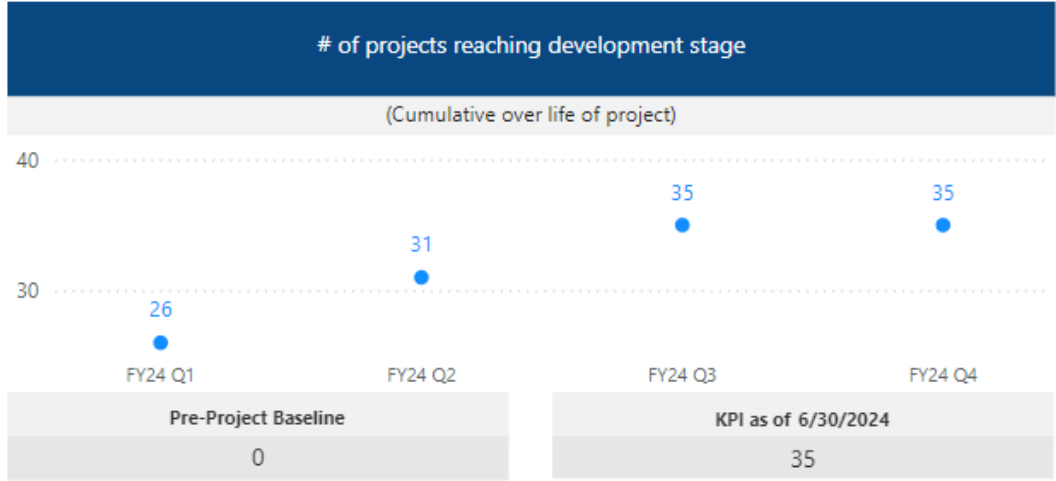 # of projects reaching development stage
(Cumulative over life of project)
40
35 35
31
30
26
FY24 Q1 FY24 Q2 FY24 Q3 FY24 Q4
Pre-Project Baseline KPI as of 6/30/2024
0 35